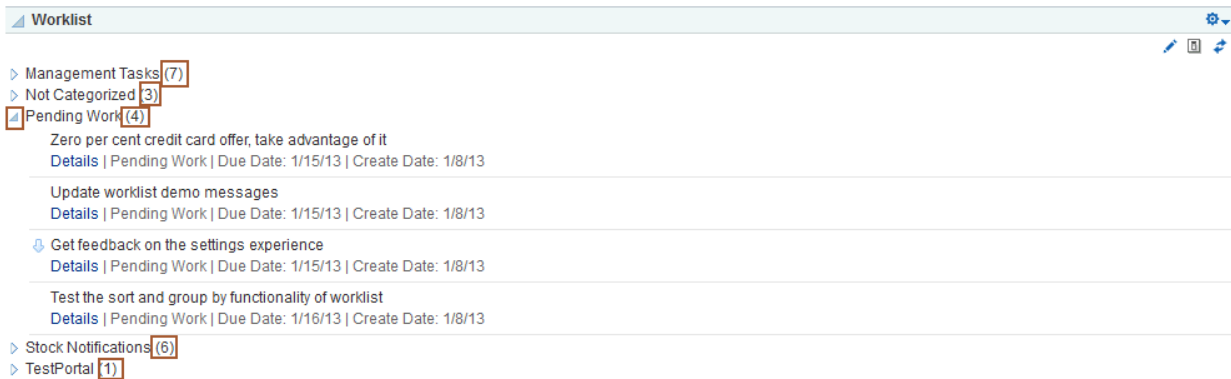 Worklist
Management Tasks (7)
Not Categorized (3)
Pending Work (4)
Zero per cent credit card offer, take advantage of it
Details | Pending Work | Due Date: 1/15/13 | Create Date: 1/8/13
Update worklist demo messages
Details | Pending Work | Due Date: 1/15/13 | Create Date: 1/8/13
Get feedback on the settings experience
Details | Pending Work | Due Date: 1/15/13 | Create Date: 1/8/13
Test the sort and group by functionality of worklist
Details | Pending Work | Due Date: 1/16/13 | Create Date: 1/8/13
Stock Notifications (6)
TestPortal (1)